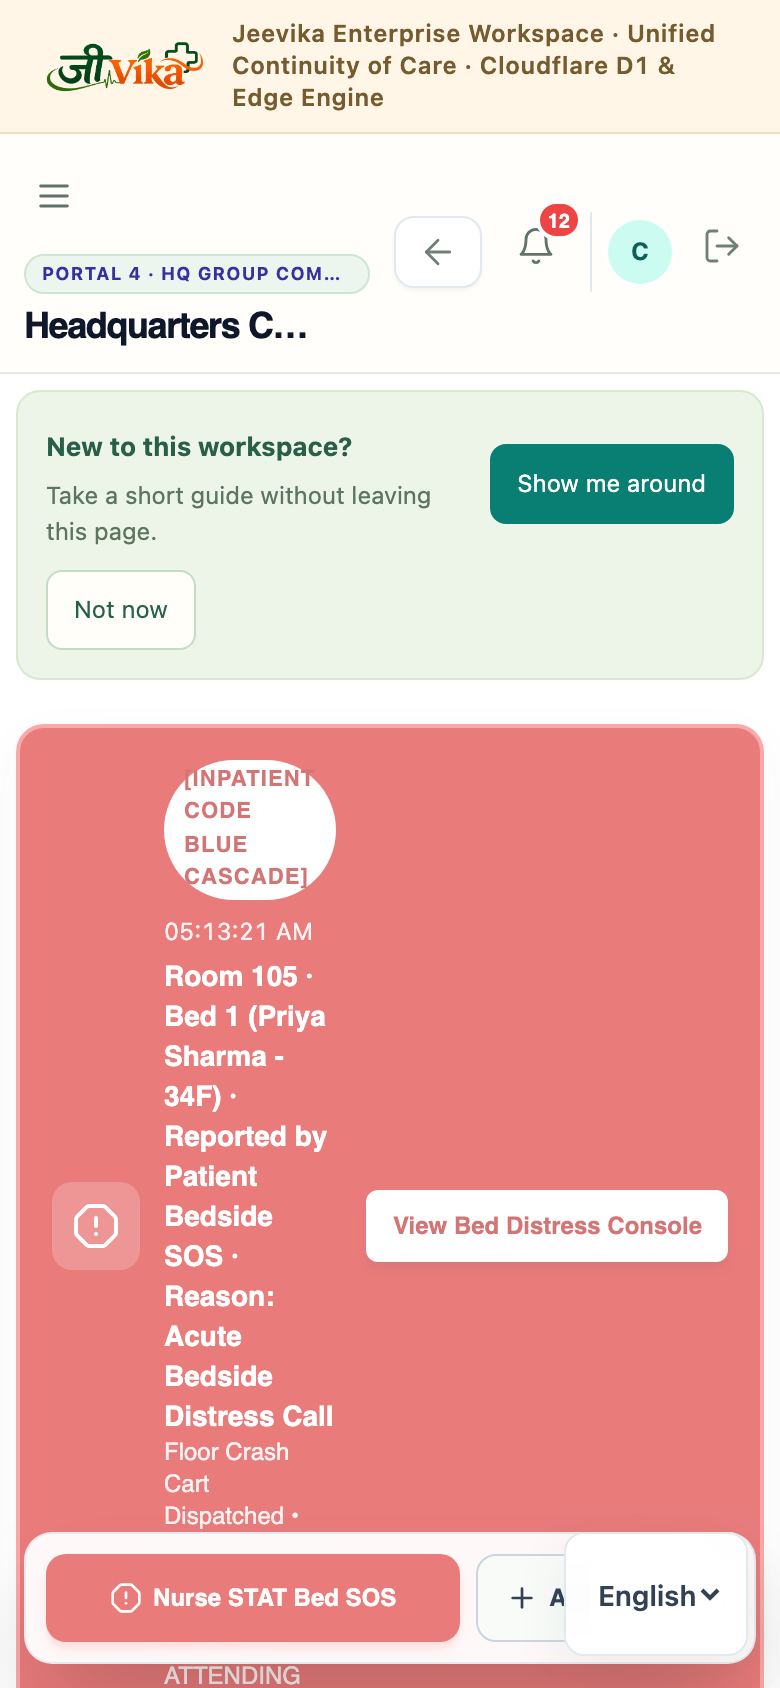 जीvika
Jeevika Enterprise Workspace · Unified
Continuity of Care · Cloudflare D1 &
Edge Engine
12
C
PORTAL 4 · HQ GROUP COM...
Headquarters C...
New to this workspace?
Take a short guide without leaving
this page.
Show me around
Not now
[INPATIENT
CODE
BLUE
CASCADE]
05:13:21 AM
Room 105 ·
Bed 1 (Priya
Sharma -
34F) ·
Reported by
Patient
Bedside
SOS ·
Reason:
Acute
Bedside
Distress Call
Floor Crash
Cart
Dispatched •
View Bed Distress Console
Nurse STAT Bed SOS
English
ATTENDING